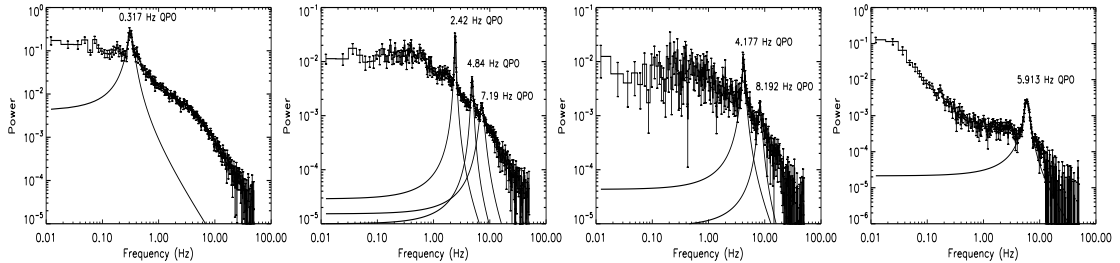 0.317 Hz QPO
10^0
10^-1
10^-2
10^-3
10^-4
10^-5
Power
0.01 0.10 1.00 10.00 100.00
Frequency (Hz)
2.42 Hz QPO
4.84 Hz QPO
7.19 Hz QPO
10^-1
10^-2
10^-3
10^-4
10^-5
Power
0.01 0.10 1.00 10.00 100.00
Frequency (Hz)
4.177 Hz QPO
8.192 Hz QPO
10^-1
10^-2
10^-3
10^-4
10^-5
Power
0.01 0.10 1.00 10.00 100.00
Frequency (Hz)
5.913 Hz QPO
10^0
10^-1
10^-2
10^-3
10^-4
10^-5
10^-6
Power
0.01 0.10 1.00 10.00 100.00
Frequency (Hz)